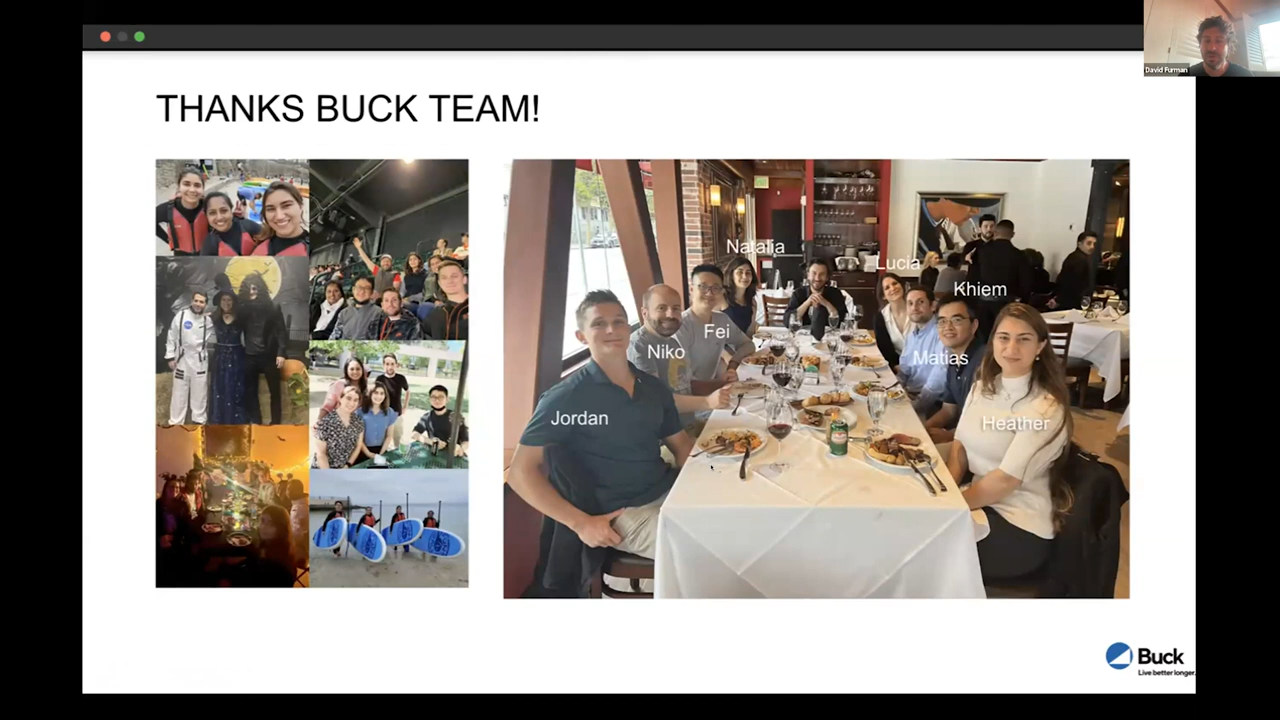 David Furman
THANKS BUCK TEAM!
Natalia
Lucia
Khiem
Fei
Niko
Matias
Jordan
Heather
Buck
Live better longer.